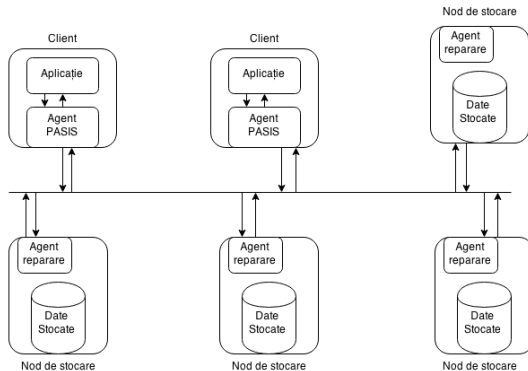 Nod de stocare
Client
Client
Agent
reparare
Aplicație
Aplicație
Date
Stocate
Agent
PASIS
Agent
PASIS
Agent
reparare
Agent
reparare
Agent
reparare
Date
Stocate
Date
Stocate
Date
Stocate
Nod de stocare
Nod de stocare
Nod de stocare